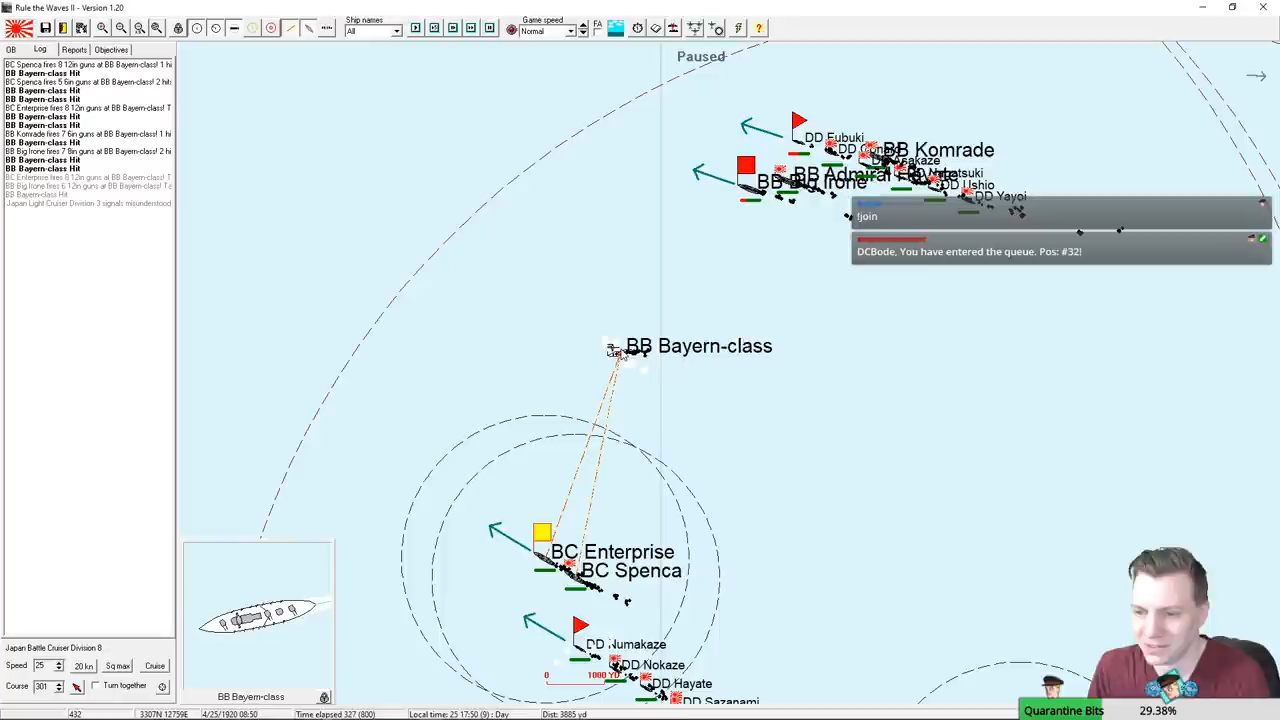 Rule the Waves II - Version 1.20
Ship names
All
FA
Game speed
Normal
OB Log Reports Objectives
BC Spenca fires 8 12in guns at BB Bayern-class! 1 hi
BB Bayern-class Hit
BC Spenca fires 5 6in guns at BB Bayern-class! 2 hits
BB Bayern-class Hit
BB Bayern-class Hit
BC Enterprise fires 8 12in guns at BB Bayern-class! T
BB Bayern-class Hit
BB Bayern-class Hit
BB Komrade fires 7 6in guns at BB Bayern-class! 1 hi
BB Bayern-class Hit
BB Big Irone fires 7 8in guns at BB Bayern-class! 2 hit
BB Bayern-class Hit
BB Bayern-class Hit
BC Enterprise fires 8 12in guns at BB Bayern-class! T
BB Big Irone fires 6 12in guns at BB Bayern-class! Ta
BB Bayern-class Hit
Japan Light Cruiser Division 3 signals misunderstood
Paused
DD Fubuki
BB Komrade
BB Big Irone
DD Ushio
DD Yayoi
!join
DCBode, You have entered the queue. Pos: #32!
BB Bayern-class
BC Enterprise
BC Spenca
DD Numakaze
DD Nokaze
DD Hayate
DD Sazanami
0 1000 YD
BB Bayern-class
Japan Battle Cruiser Division 8
Speed 25 20 kn Sq max Cruise
Course 301 Turn together
432 3307N 12759E 4/25/1920 08:50 Time elapsed 327 (800) Local time: 25 17:50 (9) : Day Dist: 3885 yd
Quarantine Bits 29.38%